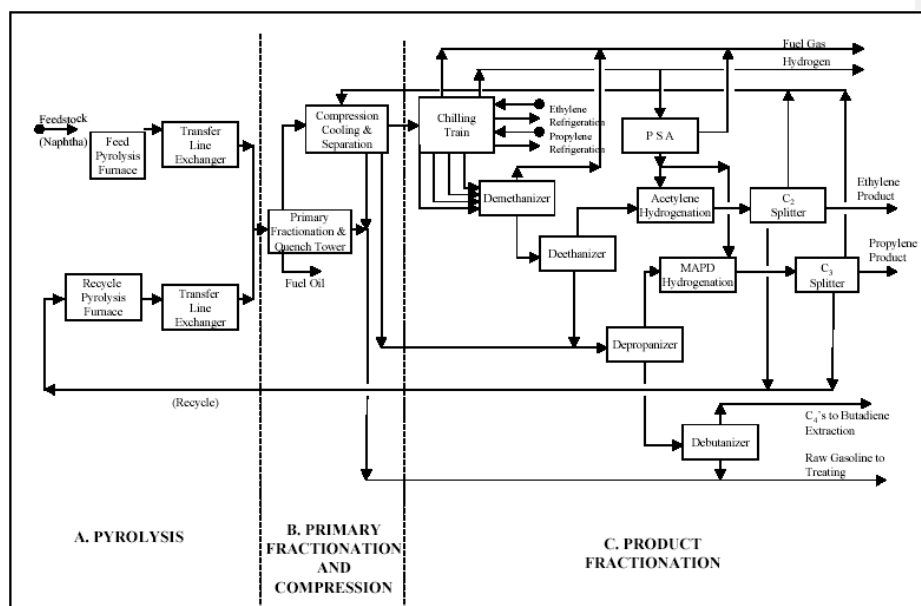 Fuel Gas
Hydrogen
Feedstock
(Naphtha)
Feed
Pyrolysis
Furnace
Transfer
Line
Exchanger
Compression
Cooling &
Separation
Chilling
Train
Ethylene
Refrigeration
Propylene
Refrigeration
P S A
Demethanizer
Acetylene
Hydrogenation
C2
Splitter
Ethylene
Product
Primary
Fractionation &
Quench Tower
Fuel Oil
Deethanizer
MAPD
Hydrogenation
C3
Splitter
Propylene
Product
Recycle
Pyrolysis
Furnace
Transfer
Line
Exchanger
Depropanizer
(Recycle)
Debutanizer
C4's to Butadiene
Extraction
Raw Gasoline to
Treating
A. PYROLYSIS
B. PRIMARY
FRACTIONATION
AND
COMPRESSION
C. PRODUCT
FRACTIONATION